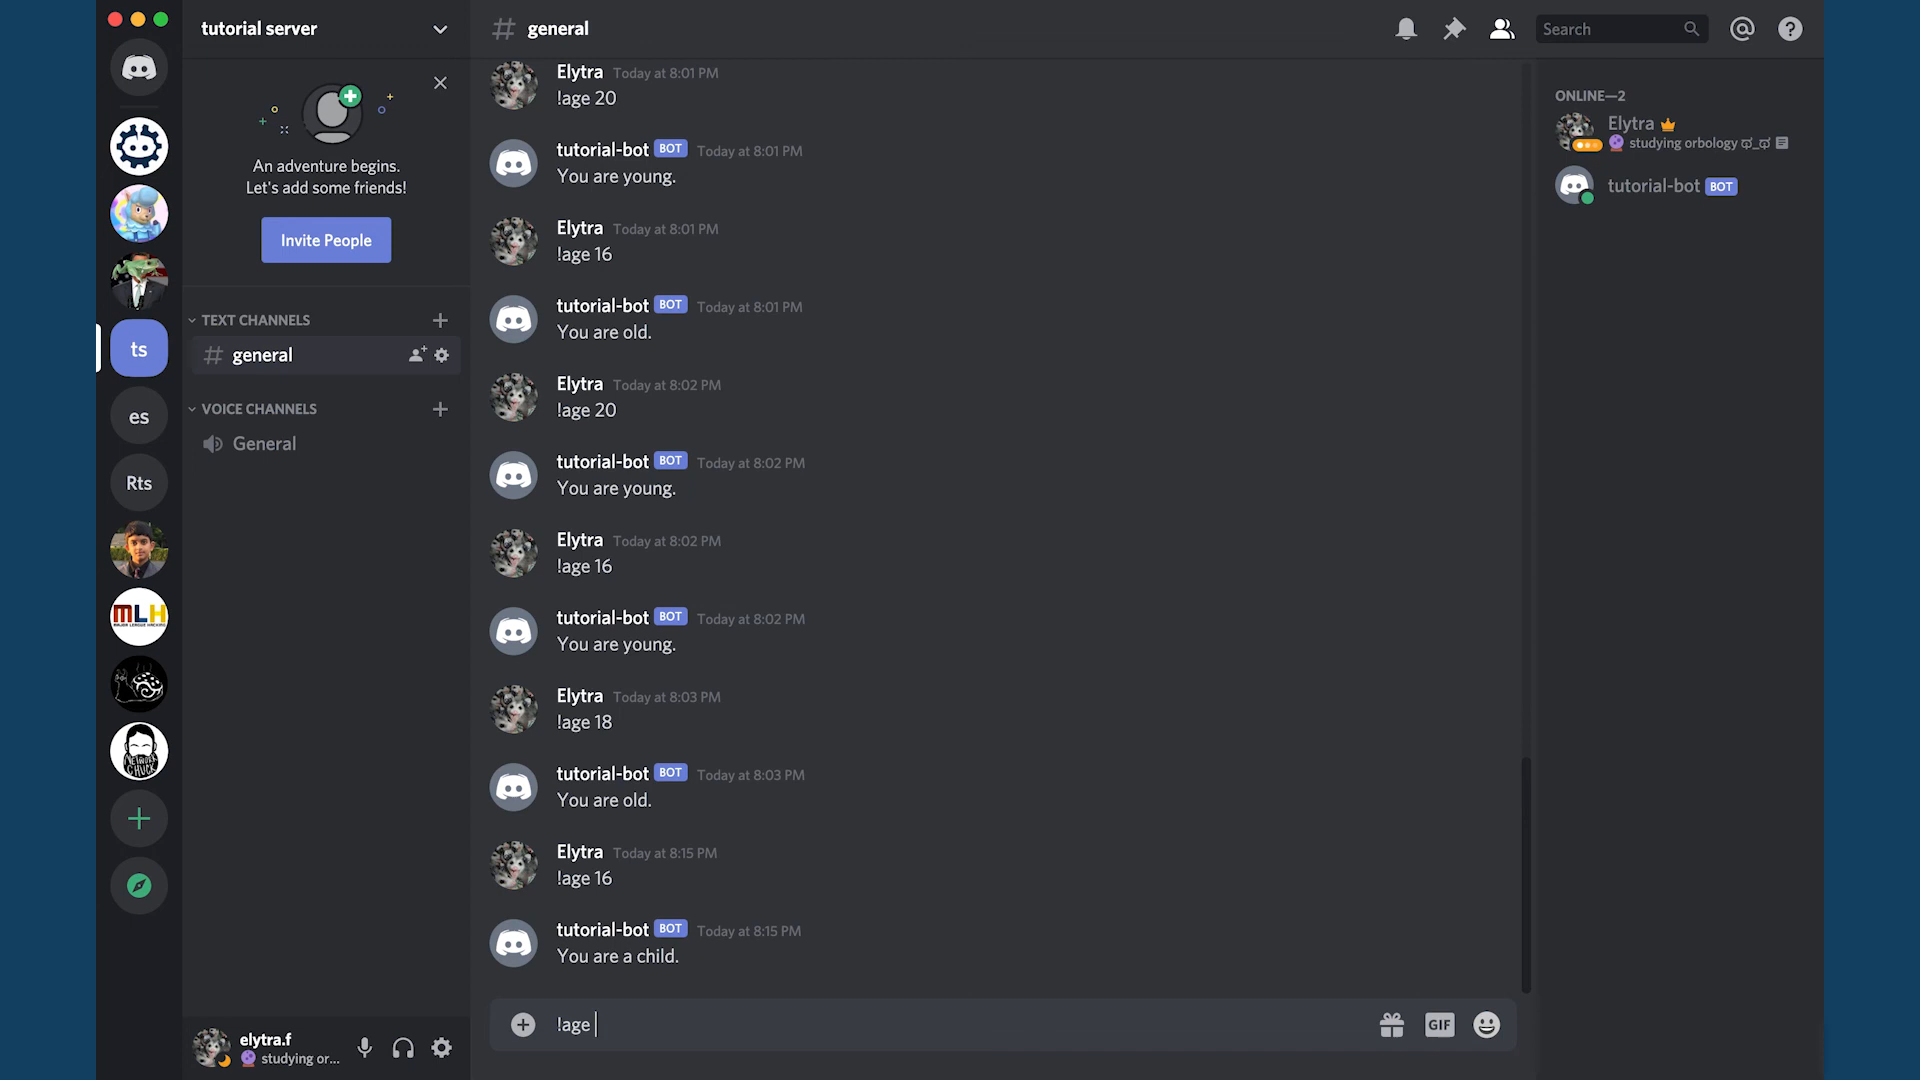 tutorial server
An adventure begins.
Let's add some friends!
Invite People
TEXT CHANNELS
general
VOICE CHANNELS
General
ts
es
Rts
MLH
MAJOR LEAGUE HACKING
NETWORK
CHUCK
elytra.f
studying or...
general
Search
Elytra Today at 8:01 PM
!age 20
tutorial-bot BOT Today at 8:01 PM
You are young.
Elytra Today at 8:01 PM
!age 16
tutorial-bot BOT Today at 8:01 PM
You are old.
Elytra Today at 8:02 PM
!age 20
tutorial-bot BOT Today at 8:02 PM
You are young.
Elytra Today at 8:02 PM
!age 16
tutorial-bot BOT Today at 8:02 PM
You are young.
Elytra Today at 8:03 PM
!age 18
tutorial-bot BOT Today at 8:03 PM
You are old.
Elytra Today at 8:15 PM
!age 16
tutorial-bot BOT Today at 8:15 PM
You are a child.
!age
GIF
ONLINE—2
Elytra
studying orbology ಠ_ಠ
tutorial-bot BOT